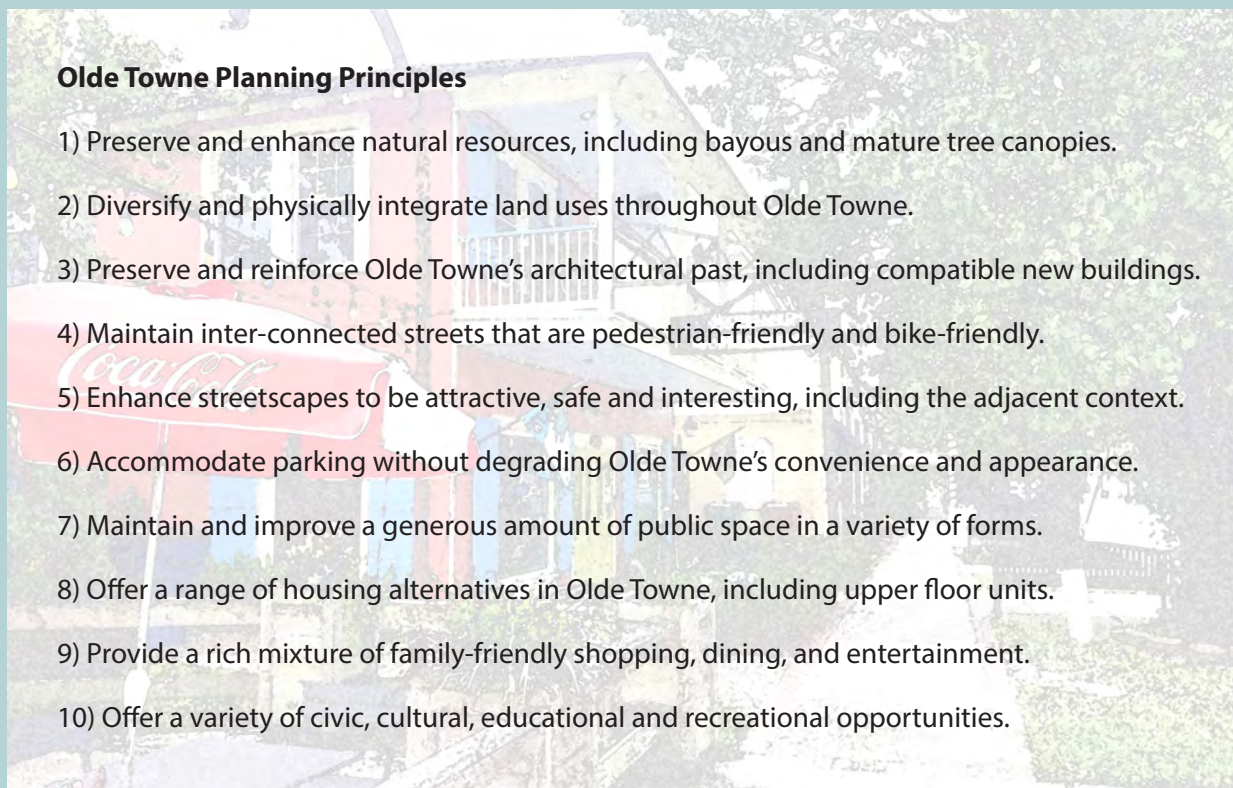 Olde Towne Planning Principles
1) Preserve and enhance natural resources, including bayous and mature tree canopies.
2) Diversify and physically integrate land uses throughout Olde Towne.
3) Preserve and reinforce Olde Towne’s architectural past, including compatible new buildings.
4) Maintain inter-connected streets that are pedestrian-friendly and bike-friendly.
Coca-Cola
5) Enhance streetscapes to be attractive, safe and interesting, including the adjacent context.
6) Accommodate parking without degrading Olde Towne’s convenience and appearance.
7) Maintain and improve a generous amount of public space in a variety of forms.
8) Offer a range of housing alternatives in Olde Towne, including upper floor units.
9) Provide a rich mixture of family-friendly shopping, dining, and entertainment.
10) Offer a variety of civic, cultural, educational and recreational opportunities.